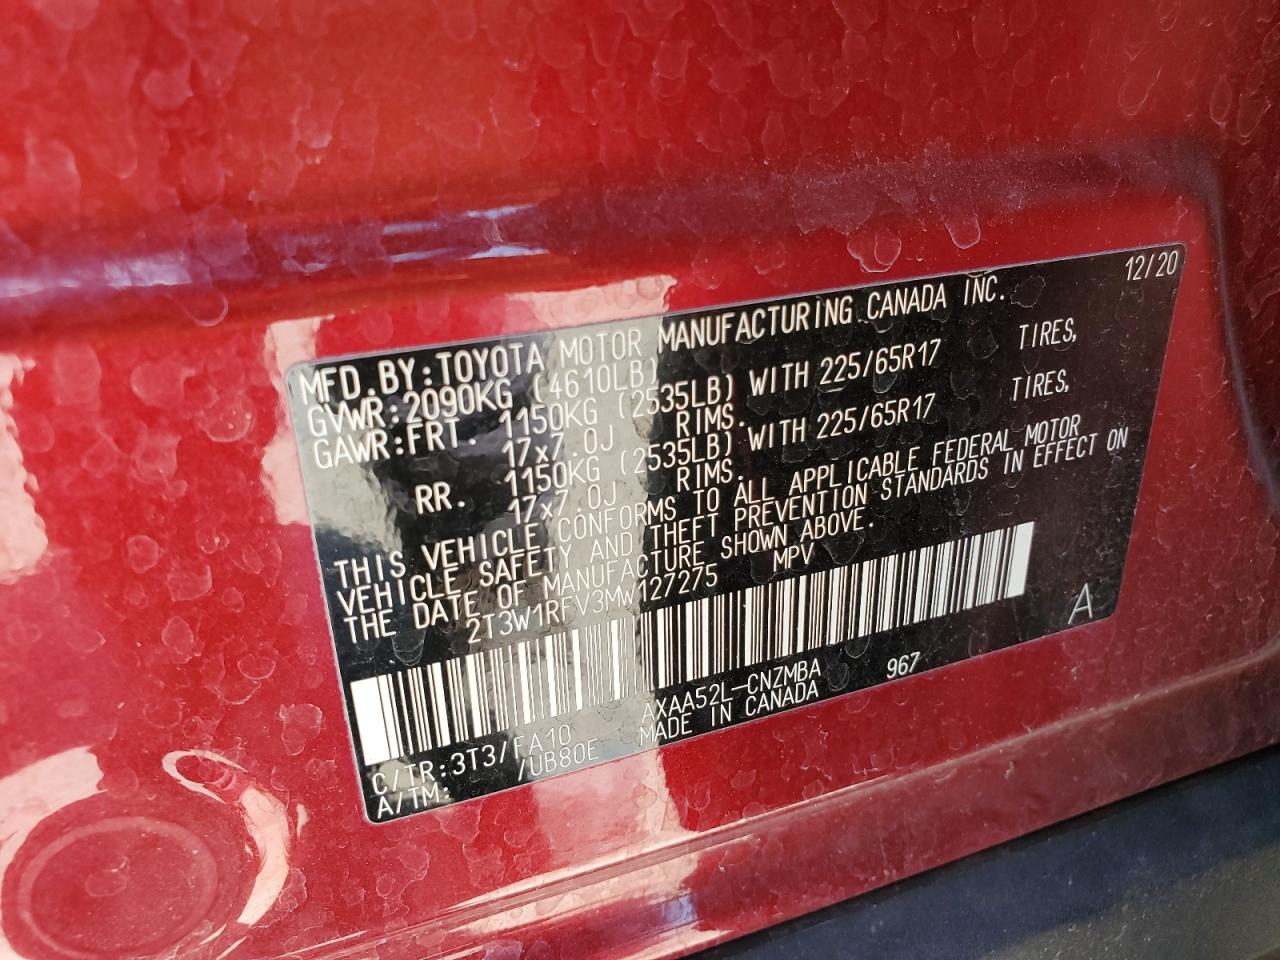 12/20
MFD.BY:TOYOTA MOTOR MANUFACTURING CANADA INC.
GVWR:2090KG (4610LB)
GAWR:FRT. 1150KG (2535LB) WITH 225/65R17 TIRES,
17x7.0J RIMS.
RR. 1150KG (2535LB) WITH 225/65R17 TIRES,
17x7.0J RIMS.
THIS VEHICLE CONFORMS TO ALL APPLICABLE FEDERAL MOTOR
VEHICLE SAFETY AND THEFT PREVENTION STANDARDS IN EFFECT ON
THE DATE OF MANUFACTURE SHOWN ABOVE.
2T3W1RFV3MW127275 MPV
A
C/TR:3T3/FA10 AXAA52L-CNZMBA 967
A/TM: /UB80E MADE IN CANADA